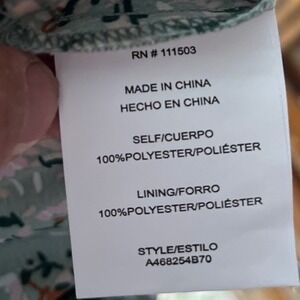 RN # 111503
MADE IN CHINA
HECHO EN CHINA
SELF/CUERPO
100%POLYESTER/POLIÉSTER
LINING/FORRO
100%POLYESTER/POLIÉSTER
STYLE/ESTILO
A468254B70